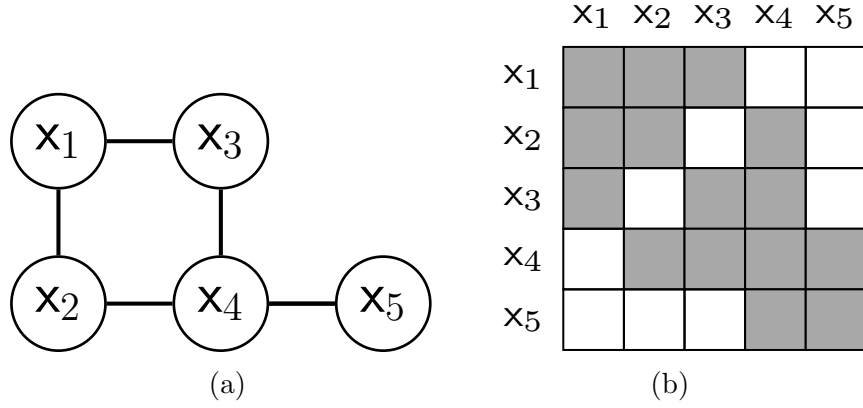 x₁ x₃
x₂ x₄ x₅
(a)
x₁ x₂ x₃ x₄ x₅
x₁
x₂
x₃
x₄
x₅
(b)